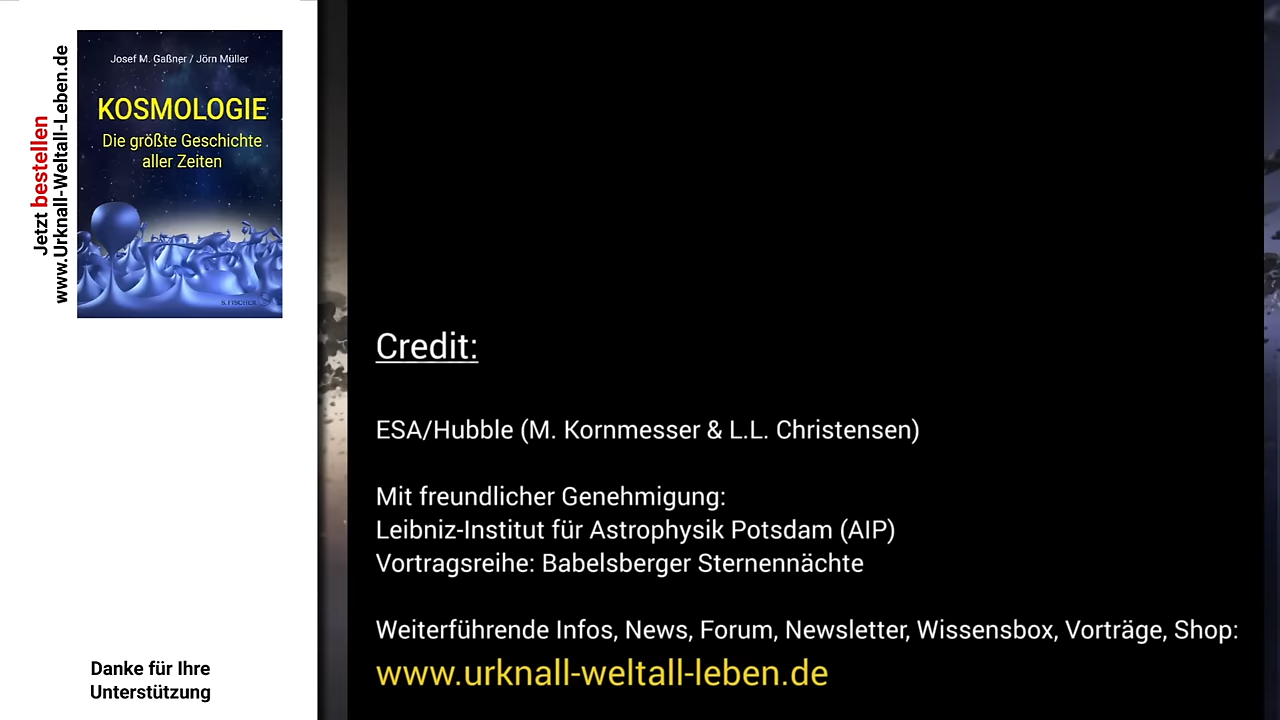 Jetzt bestellen
www.Urknall-Weltall-Leben.de
Josef M. Gaßner / Jörn Müller
KOSMOLOGIE
Die größte Geschichte
aller Zeiten
S. FISCHER
Danke für Ihre
Unterstützung
Credit:
ESA/Hubble (M. Kornmesser & L.L. Christensen)
Mit freundlicher Genehmigung:
Leibniz-Institut für Astrophysik Potsdam (AIP)
Vortragsreihe: Babelsberger Sternennächte
Weiterführende Infos, News, Forum, Newsletter, Wissensbox, Vorträge, Shop:
www.urknall-weltall-leben.de